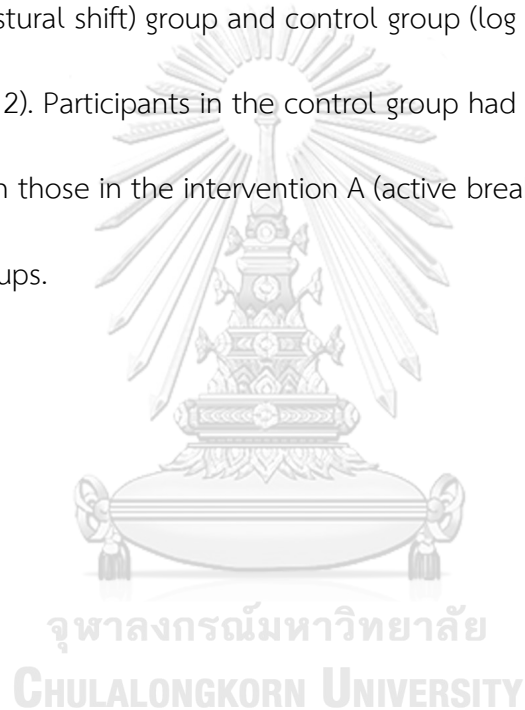 stural shift) group and control group (log
2). Participants in the control group had
n those in the intervention A (active brea
ups.
จุฬาลงกรณ์มหาวิทยาลัย
CHULALONGKORN UNIVERSITY